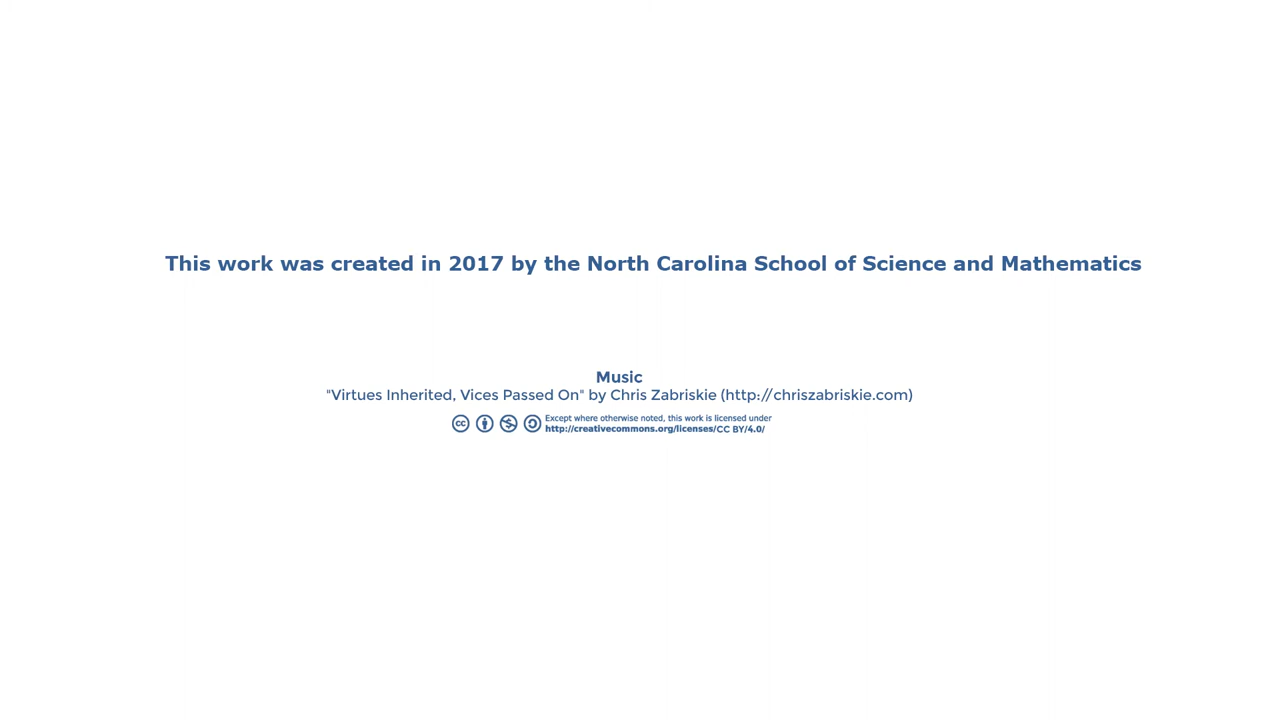 This work was created in 2017 by the North Carolina School of Science and Mathematics
Music
"Virtues Inherited, Vices Passed On" by Chris Zabriskie (http://chriszabriskie.com)
Except where otherwise noted, this work is licensed under
http://creativecommons.org/licenses/CC BY/4.0/